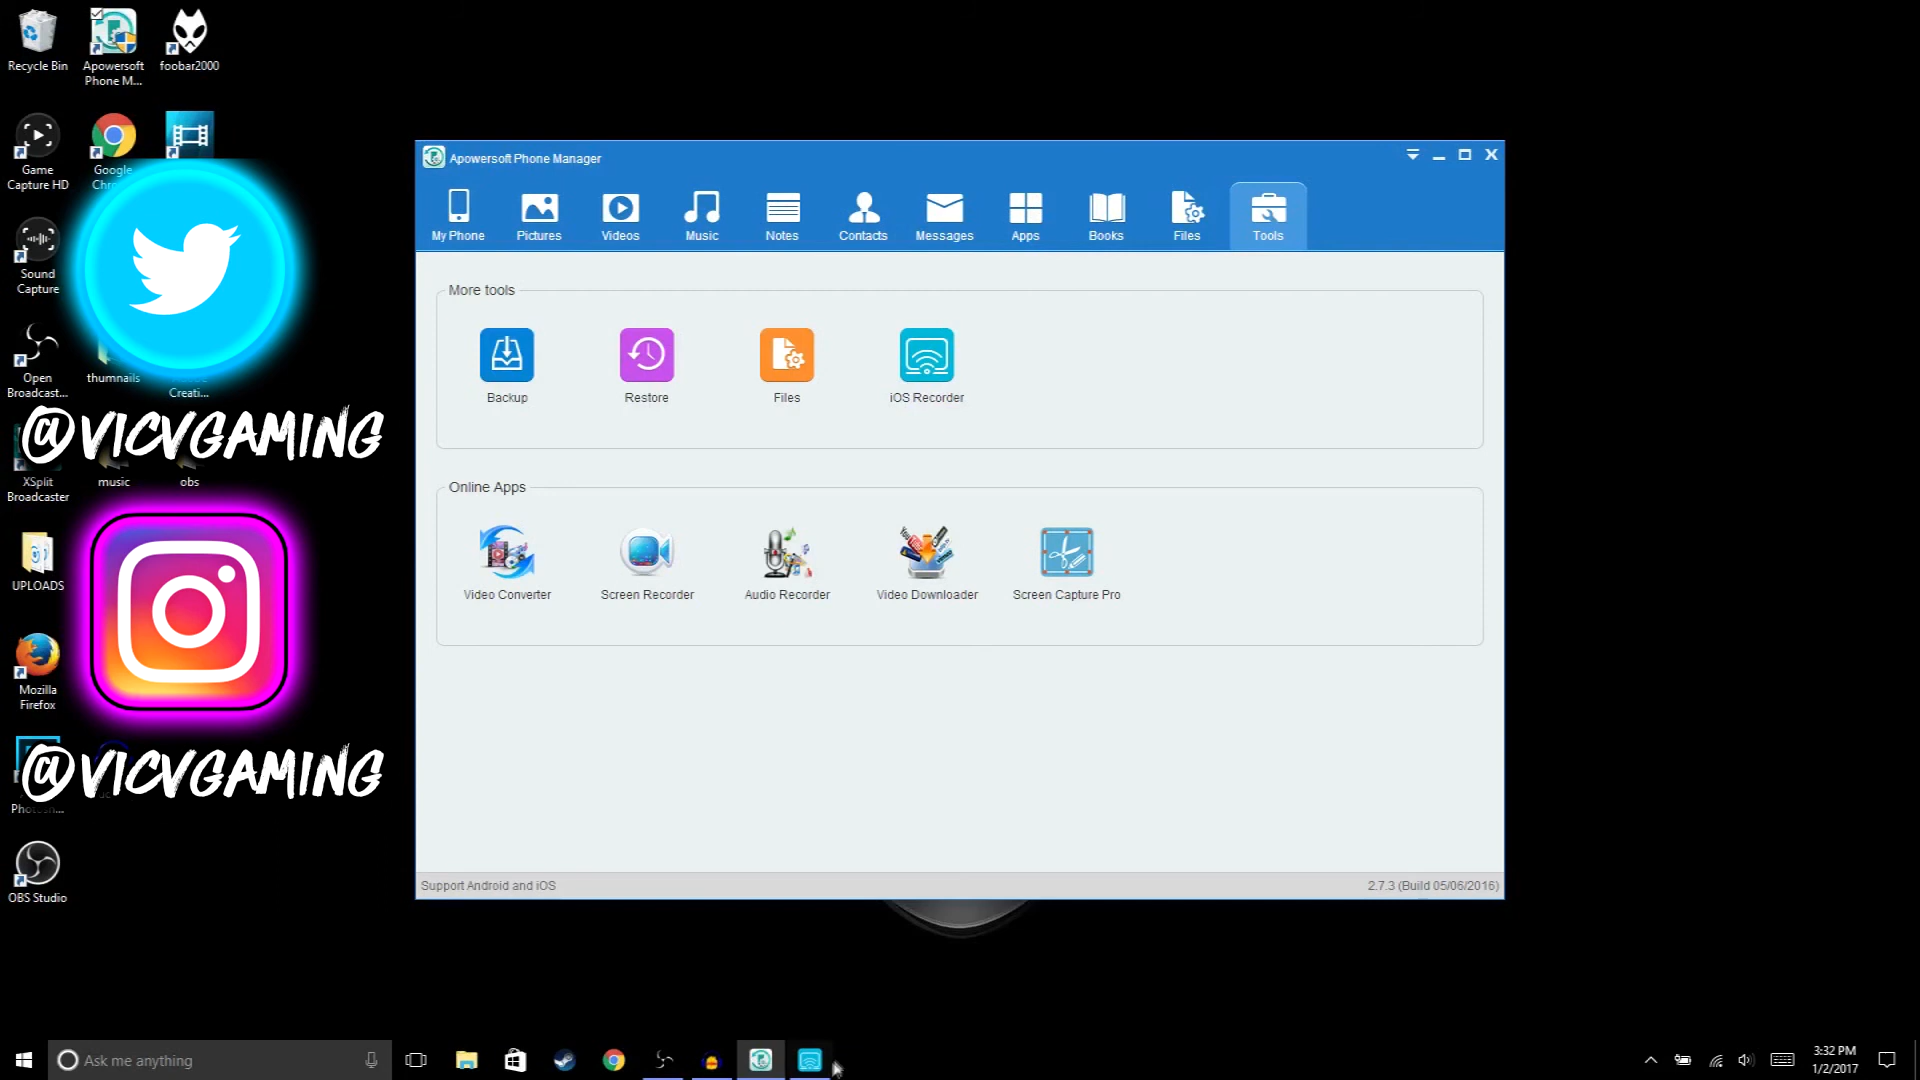 Recycle Bin
Apowersoft
Phone M...
foobar2000
Game
Capture HD
Google
Chro
Sound
Capture
Open
Broadcast...
thumnails
Creati...
@VICVGAMING
XSplit
Broadcaster
music
obs
UPLOADS
Mozilla
Firefox
@VICVGAMING
OBS Studio
Apowersoft Phone Manager
My Phone
Pictures
Videos
Music
Notes
Contacts
Messages
Apps
Books
Files
Tools
More tools
Backup
Restore
Files
iOS Recorder
Online Apps
Video Converter
Screen Recorder
Audio Recorder
Video Downloader
Screen Capture Pro
Support Android and iOS
2.7.3 (Build 05/06/2016)
Ask me anything
3:32 PM
1/2/2017